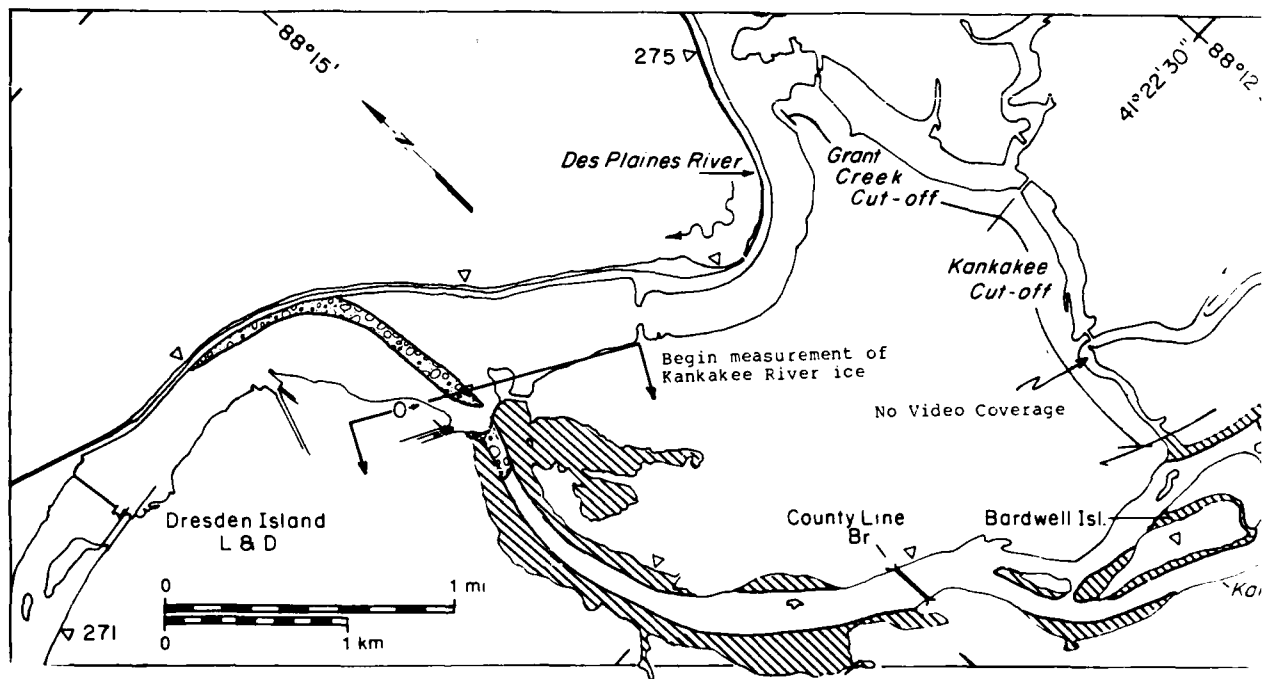 88°15'
275
41°22'30"
88°12
N
Des Plaines River
Grant
Creek
Cut-off
Kankakee
Cut-off
Begin measurement of
Kankakee River ice
No Video Coverage
0
Dresden Island
L & D
County Line
Br
Bardwell Isl.
0 1 mi
0 1 km
271
Kan